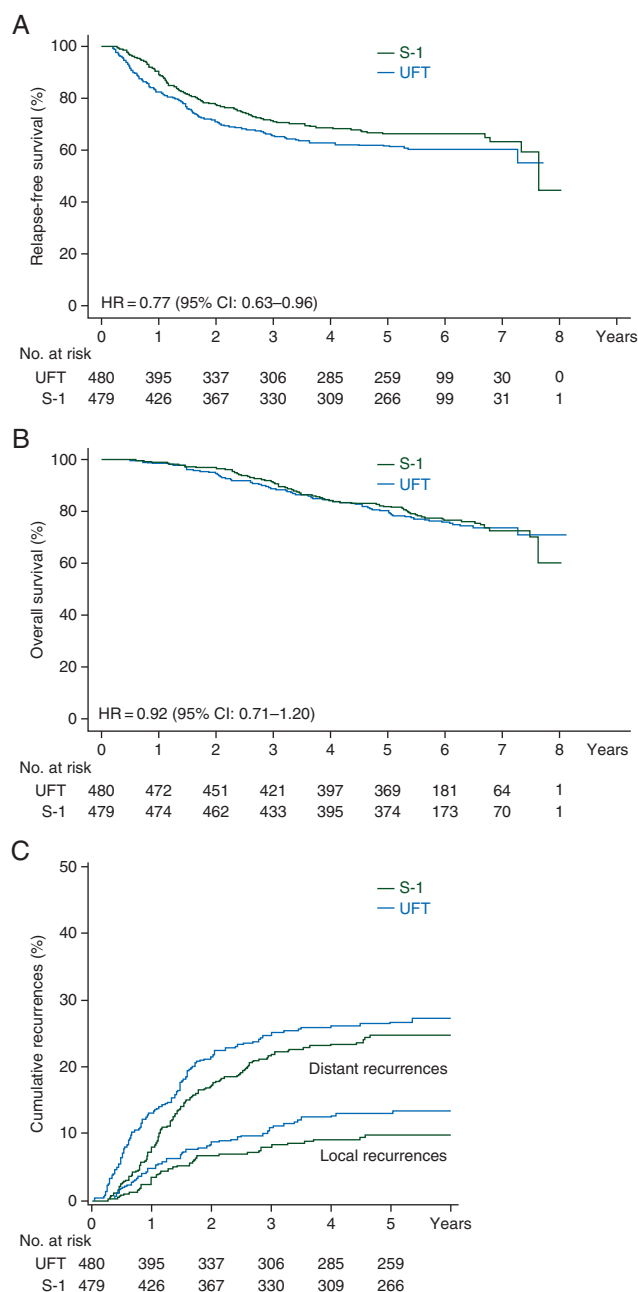 A
100
80
60
40
20
0
Relapse-free survival (%)
S-1
UFT
HR = 0.77 (95% CI: 0.63–0.96)
0 1 2 3 4 5 6 7 8 Years
No. at risk
UFT 480 395 337 306 285 259 99 30 0
S-1 479 426 367 330 309 266 99 31 1
B
100
80
60
40
20
0
Overall survival (%)
S-1
UFT
HR = 0.92 (95% CI: 0.71–1.20)
0 1 2 3 4 5 6 7 8 Years
No. at risk
UFT 480 472 451 421 397 369 181 64 1
S-1 479 474 462 433 395 374 173 70 1
C
50
40
30
20
10
0
Cumulative recurrences (%)
S-1
UFT
Distant recurrences
Local recurrences
0 1 2 3 4 5 Years
No. at risk
UFT 480 395 337 306 285 259
S-1 479 426 367 330 309 266